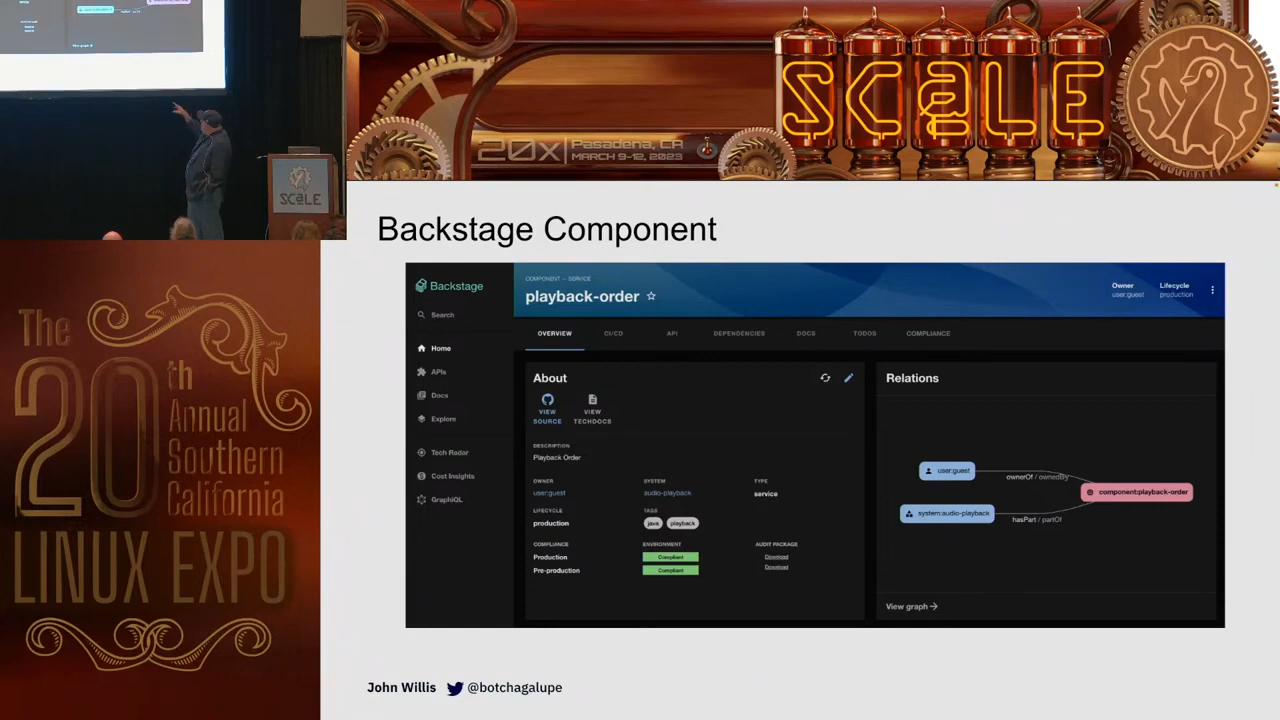 SCALE
20x
Pasadena, CA
MARCH 9-12, 2023
SCALE
The
20th
Annual
Southern
California
LINUX EXPO
Backstage Component
Backstage
Search
Home
APIs
Docs
Explore
Tech Radar
Cost Insights
GraphiQL
COMPONENT — SERVICE
playback-order
Owner
user:guest
Lifecycle
production
OVERVIEW CI/CD API DEPENDENCIES DOCS TODOS COMPLIANCE
About
VIEW
SOURCE
VIEW
TECHDOCS
DESCRIPTION
Playback Order
OWNER SYSTEM TYPE
user:guest audio-playback service
LIFECYCLE TAGS
production java playback
COMPLIANCE ENVIRONMENT AUDIT PACKAGE
Production Compliant Download
Pre-production Compliant Download
Relations
user:guest
ownerOf / ownedBy
component:playback-order
system:audio-playback
hasPart / partOf
View graph
John Willis @botchagalupe